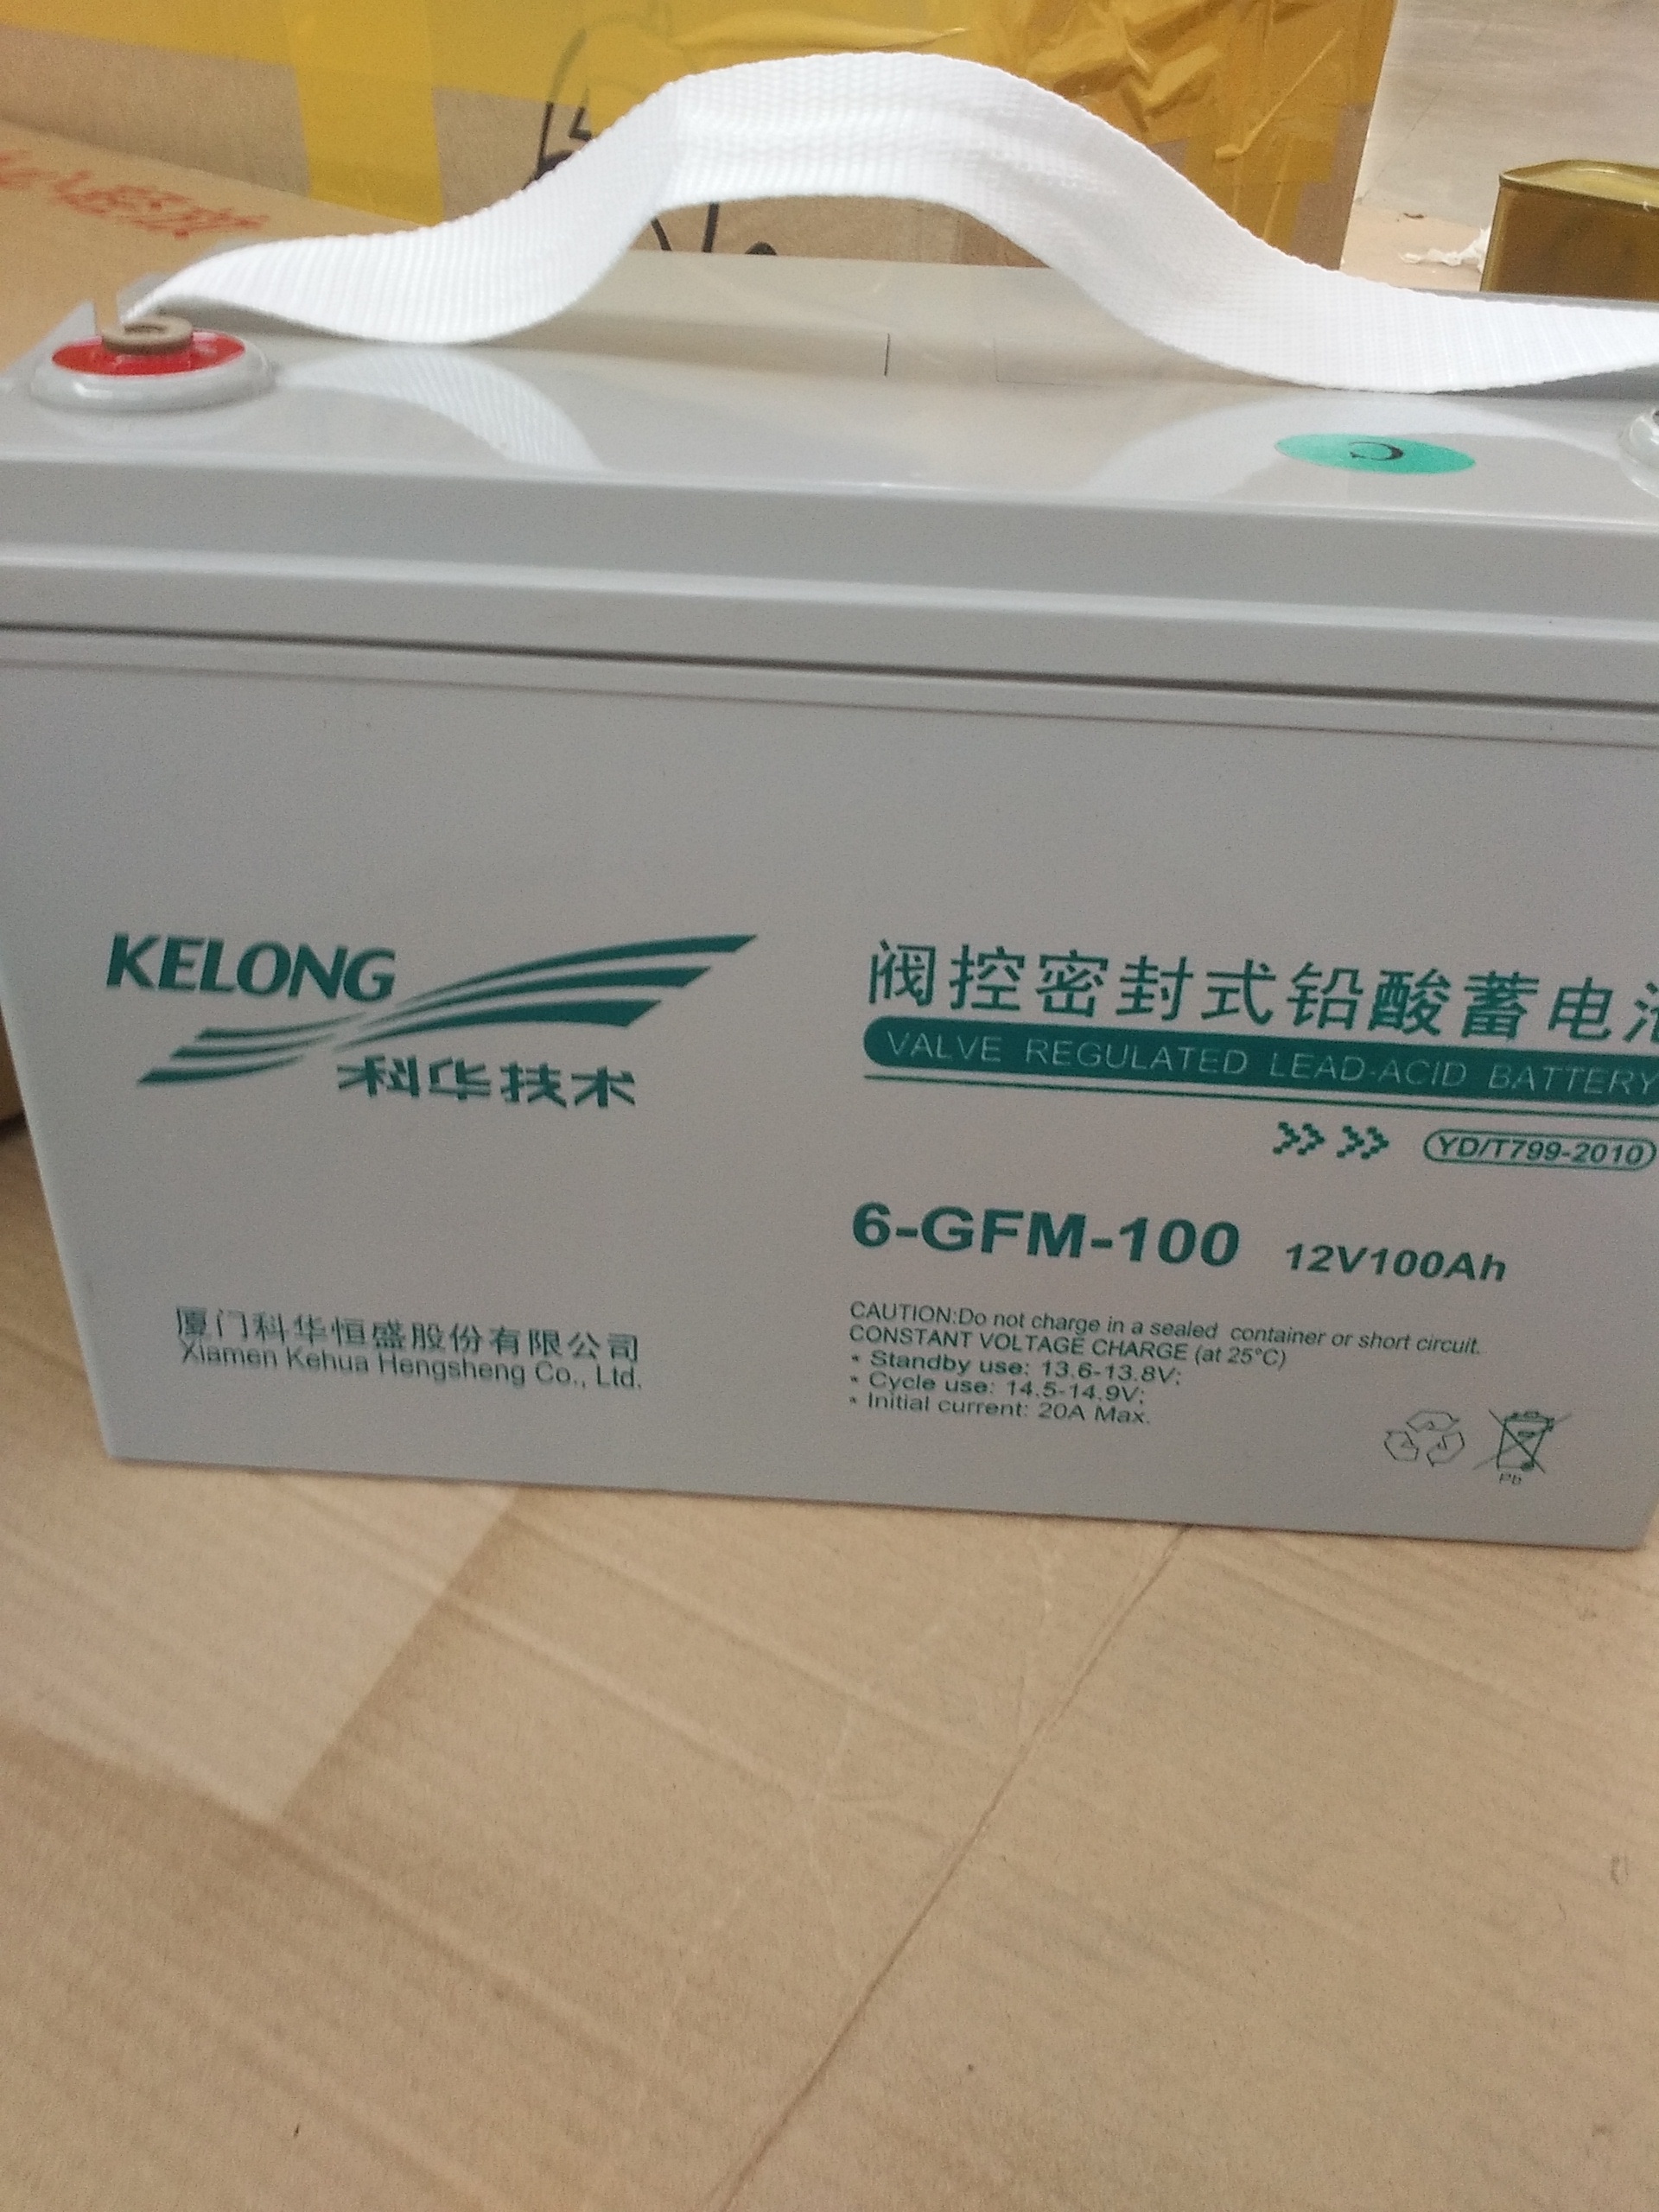 C
KELONG
科华技术
阀控密封式铅酸蓄电池
VALVE REGULATED LEAD-ACID BATTERY
YD/T799-2010
6-GFM-100 12V100Ah
厦门科华恒盛股份有限公司
Xiamen Kehua Hengsheng Co., Ltd.
CAUTION:Do not charge in a sealed container or short circuit.
CONSTANT VOLTAGE CHARGE (at 25°C)
* Standby use: 13.6-13.8V;
* Cycle use: 14.5-14.9V;
* Initial current: 20A Max.
Pb